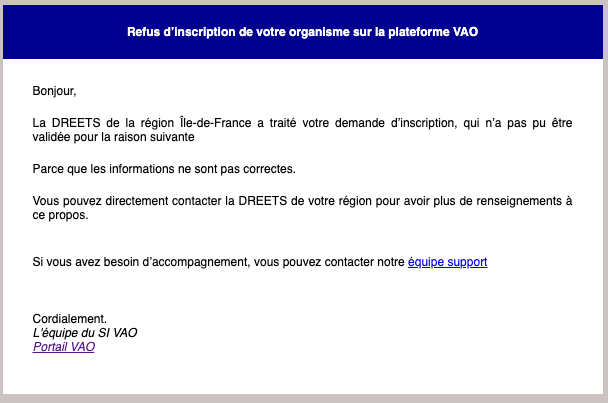 Refus d’inscription de votre organisme sur la plateforme VAO
Bonjour,
La DREETS de la région Île-de-France a traité votre demande d’inscription, qui n’a pas pu être
validée pour la raison suivante
Parce que les informations ne sont pas correctes.
Vous pouvez directement contacter la DREETS de votre région pour avoir plus de renseignements à
ce propos.
Si vous avez besoin d’accompagnement, vous pouvez contacter notre équipe support
Cordialement.
L’équipe du SI VAO
Portail VAO